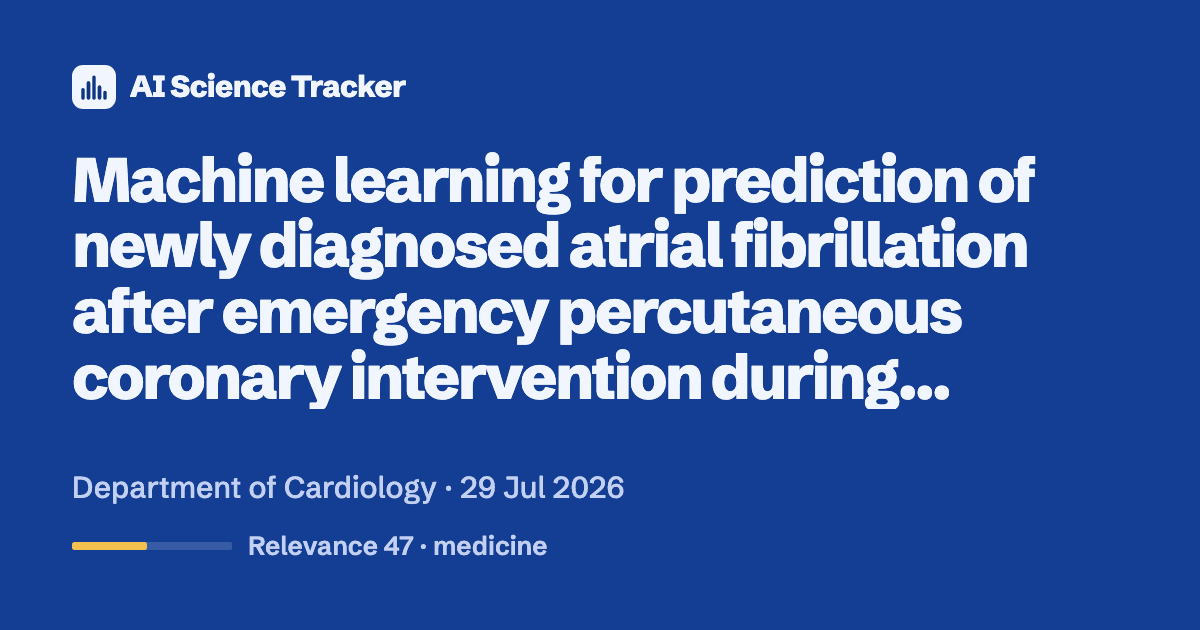 AI Science Tracker
Machine learning for prediction of
newly diagnosed atrial fibrillation
after emergency percutaneous
coronary intervention during...
Department of Cardiology · 29 Jul 2026
Relevance 47 · medicine